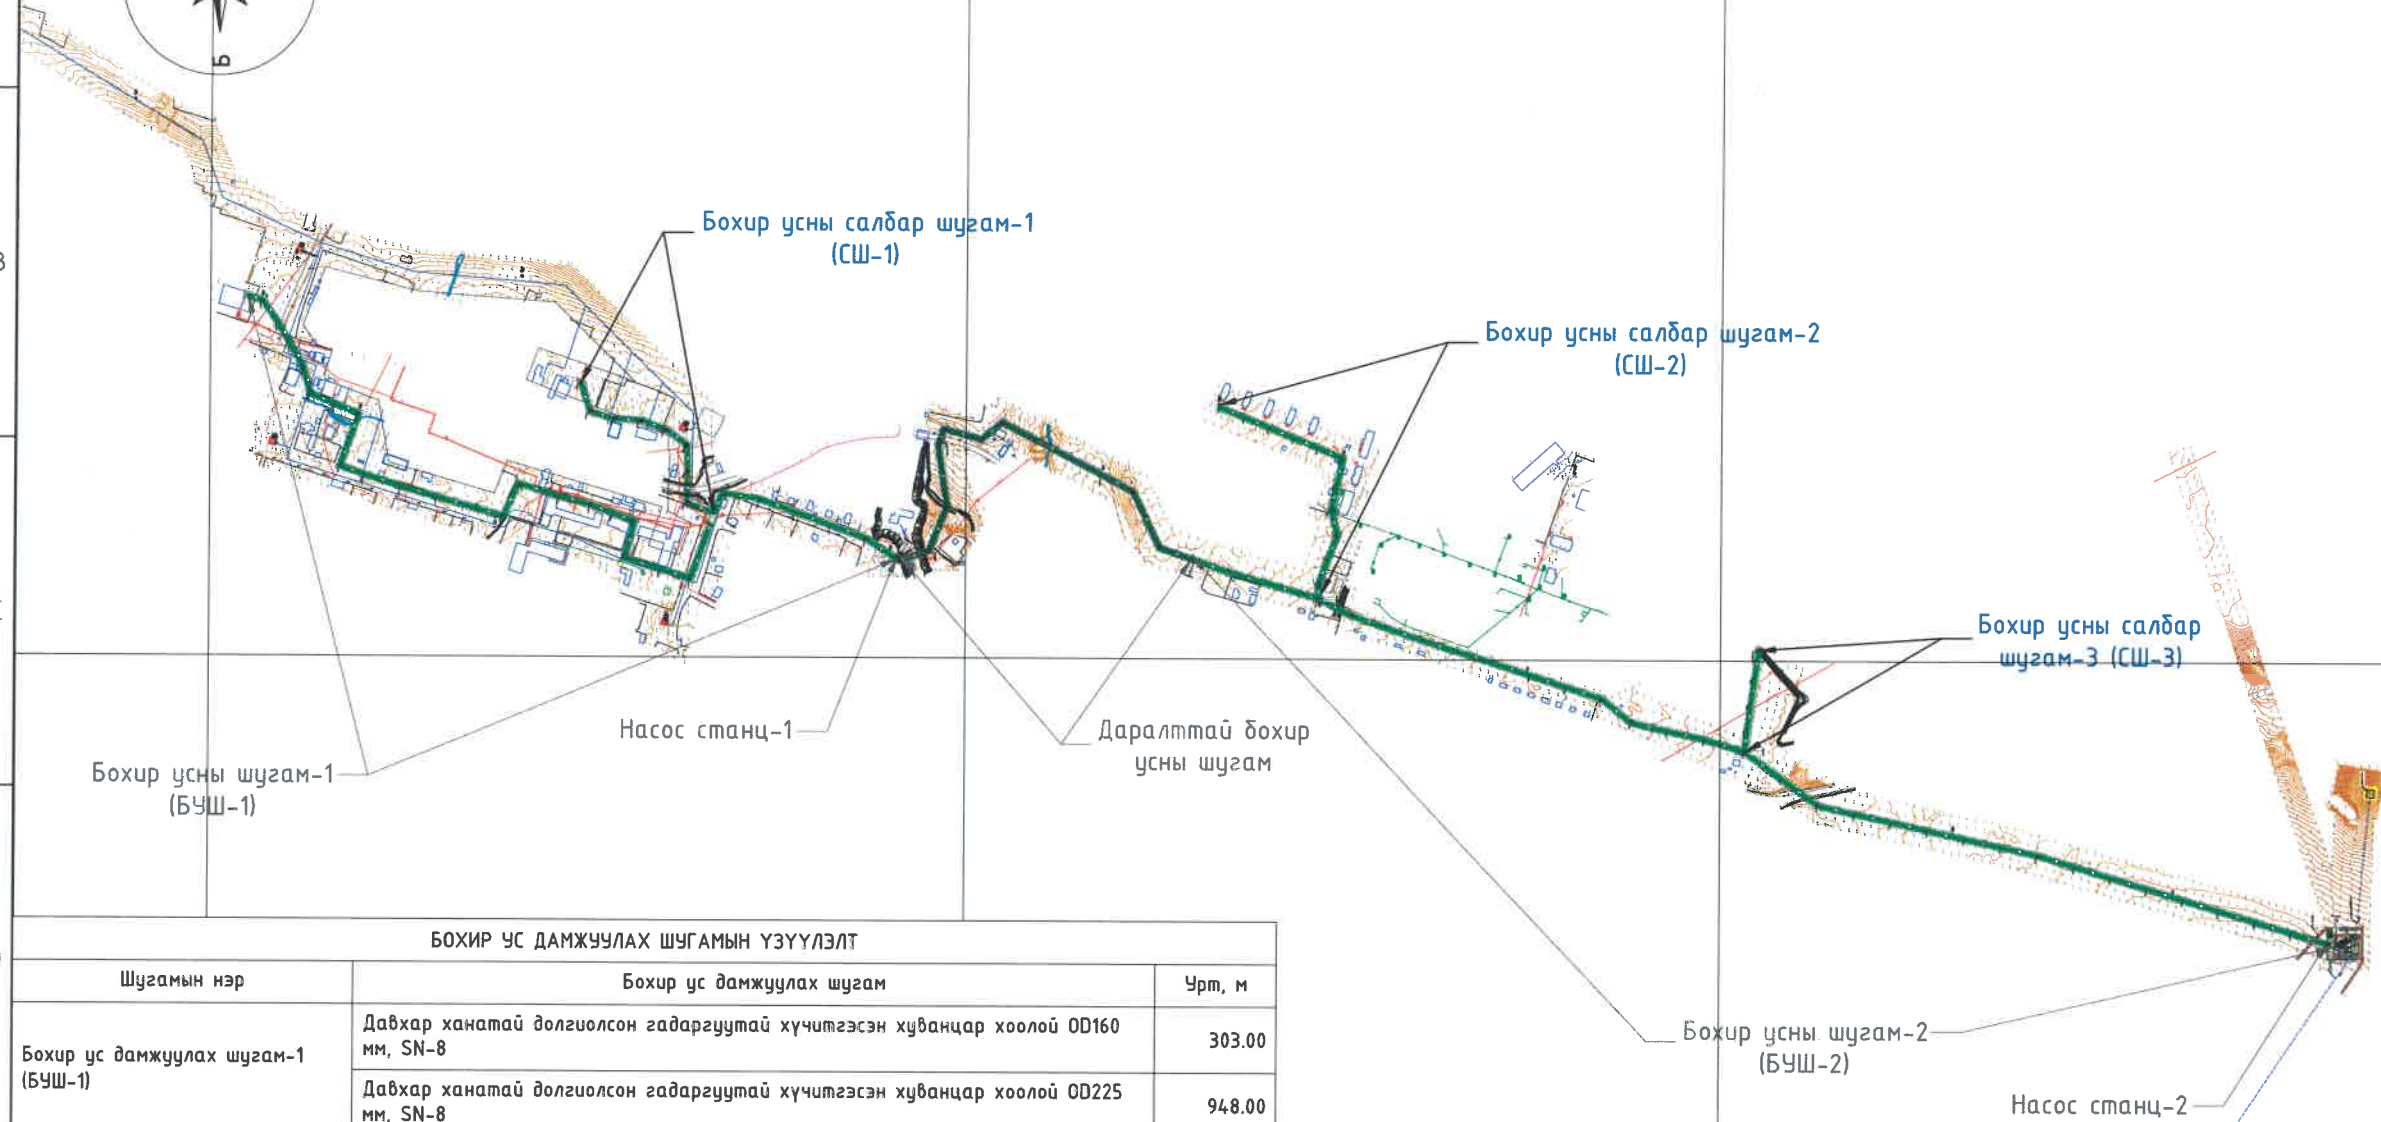 Б
Бохир усны салбар шугам-1
(СШ-1)
Бохир усны салбар шугам-2
(СШ-2)
Бохир усны салбар
шугам-3 (СШ-3)
Насос станц-1
Даралттай бохир
усны шугам
Бохир усны шугам-1
(БУШ-1)
Бохир усны шугам-2
(БУШ-2)
Насос станц-2
БОХИР УС ДАМЖУУЛАХ ШУГАМЫН ҮЗҮҮЛЭЛТ
Шугамын нэр
Бохир ус дамжуулах шугам
Урт, м
Бохир ус дамжуулах шугам-1
(БУШ-1)
Давхар ханатай долгиолсон гадаргуутай хүчитгэсэн хуванцар хоолой OD160
мм, SN-8
303.00
Давхар ханатай долгиолсон гадаргуутай хүчитгэсэн хуванцар хоолой OD225
мм, SN-8
948.00